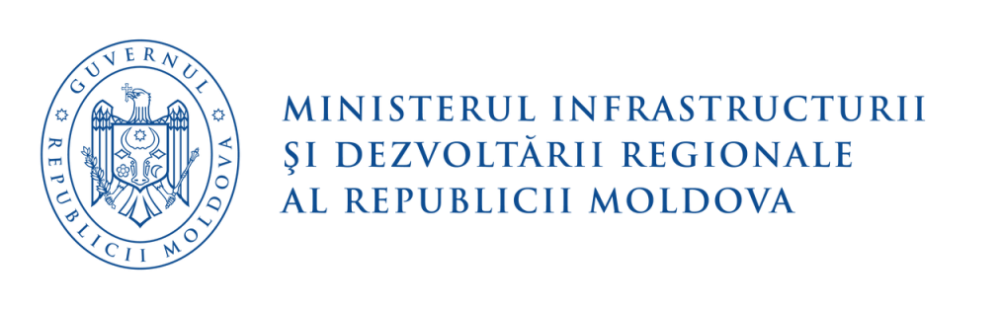 GUVERNUL
REPUBLICII MOLDOVA
MINISTERUL INFRASTRUCTURII
ŞI DEZVOLTĂRII REGIONALE
AL REPUBLICII MOLDOVA